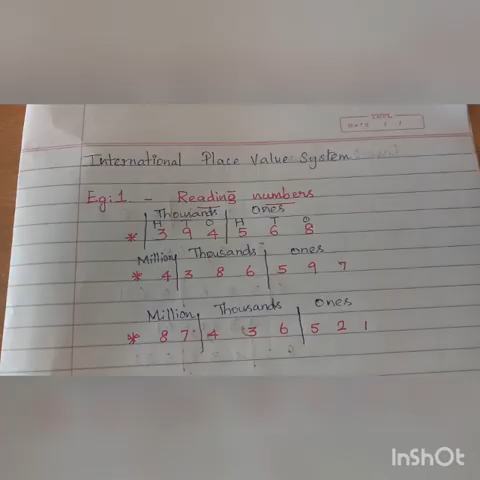 DATE
International Place Value System
Eg:1 - Reading numbers
Thousands Ones
H T O H T O
* 3 9 4 5 6 8
Million Thousands ones
* 4 3 8 6 5 9 7
Million Thousands ones
* 8 7 4 3 6 5 2 1
InShOt